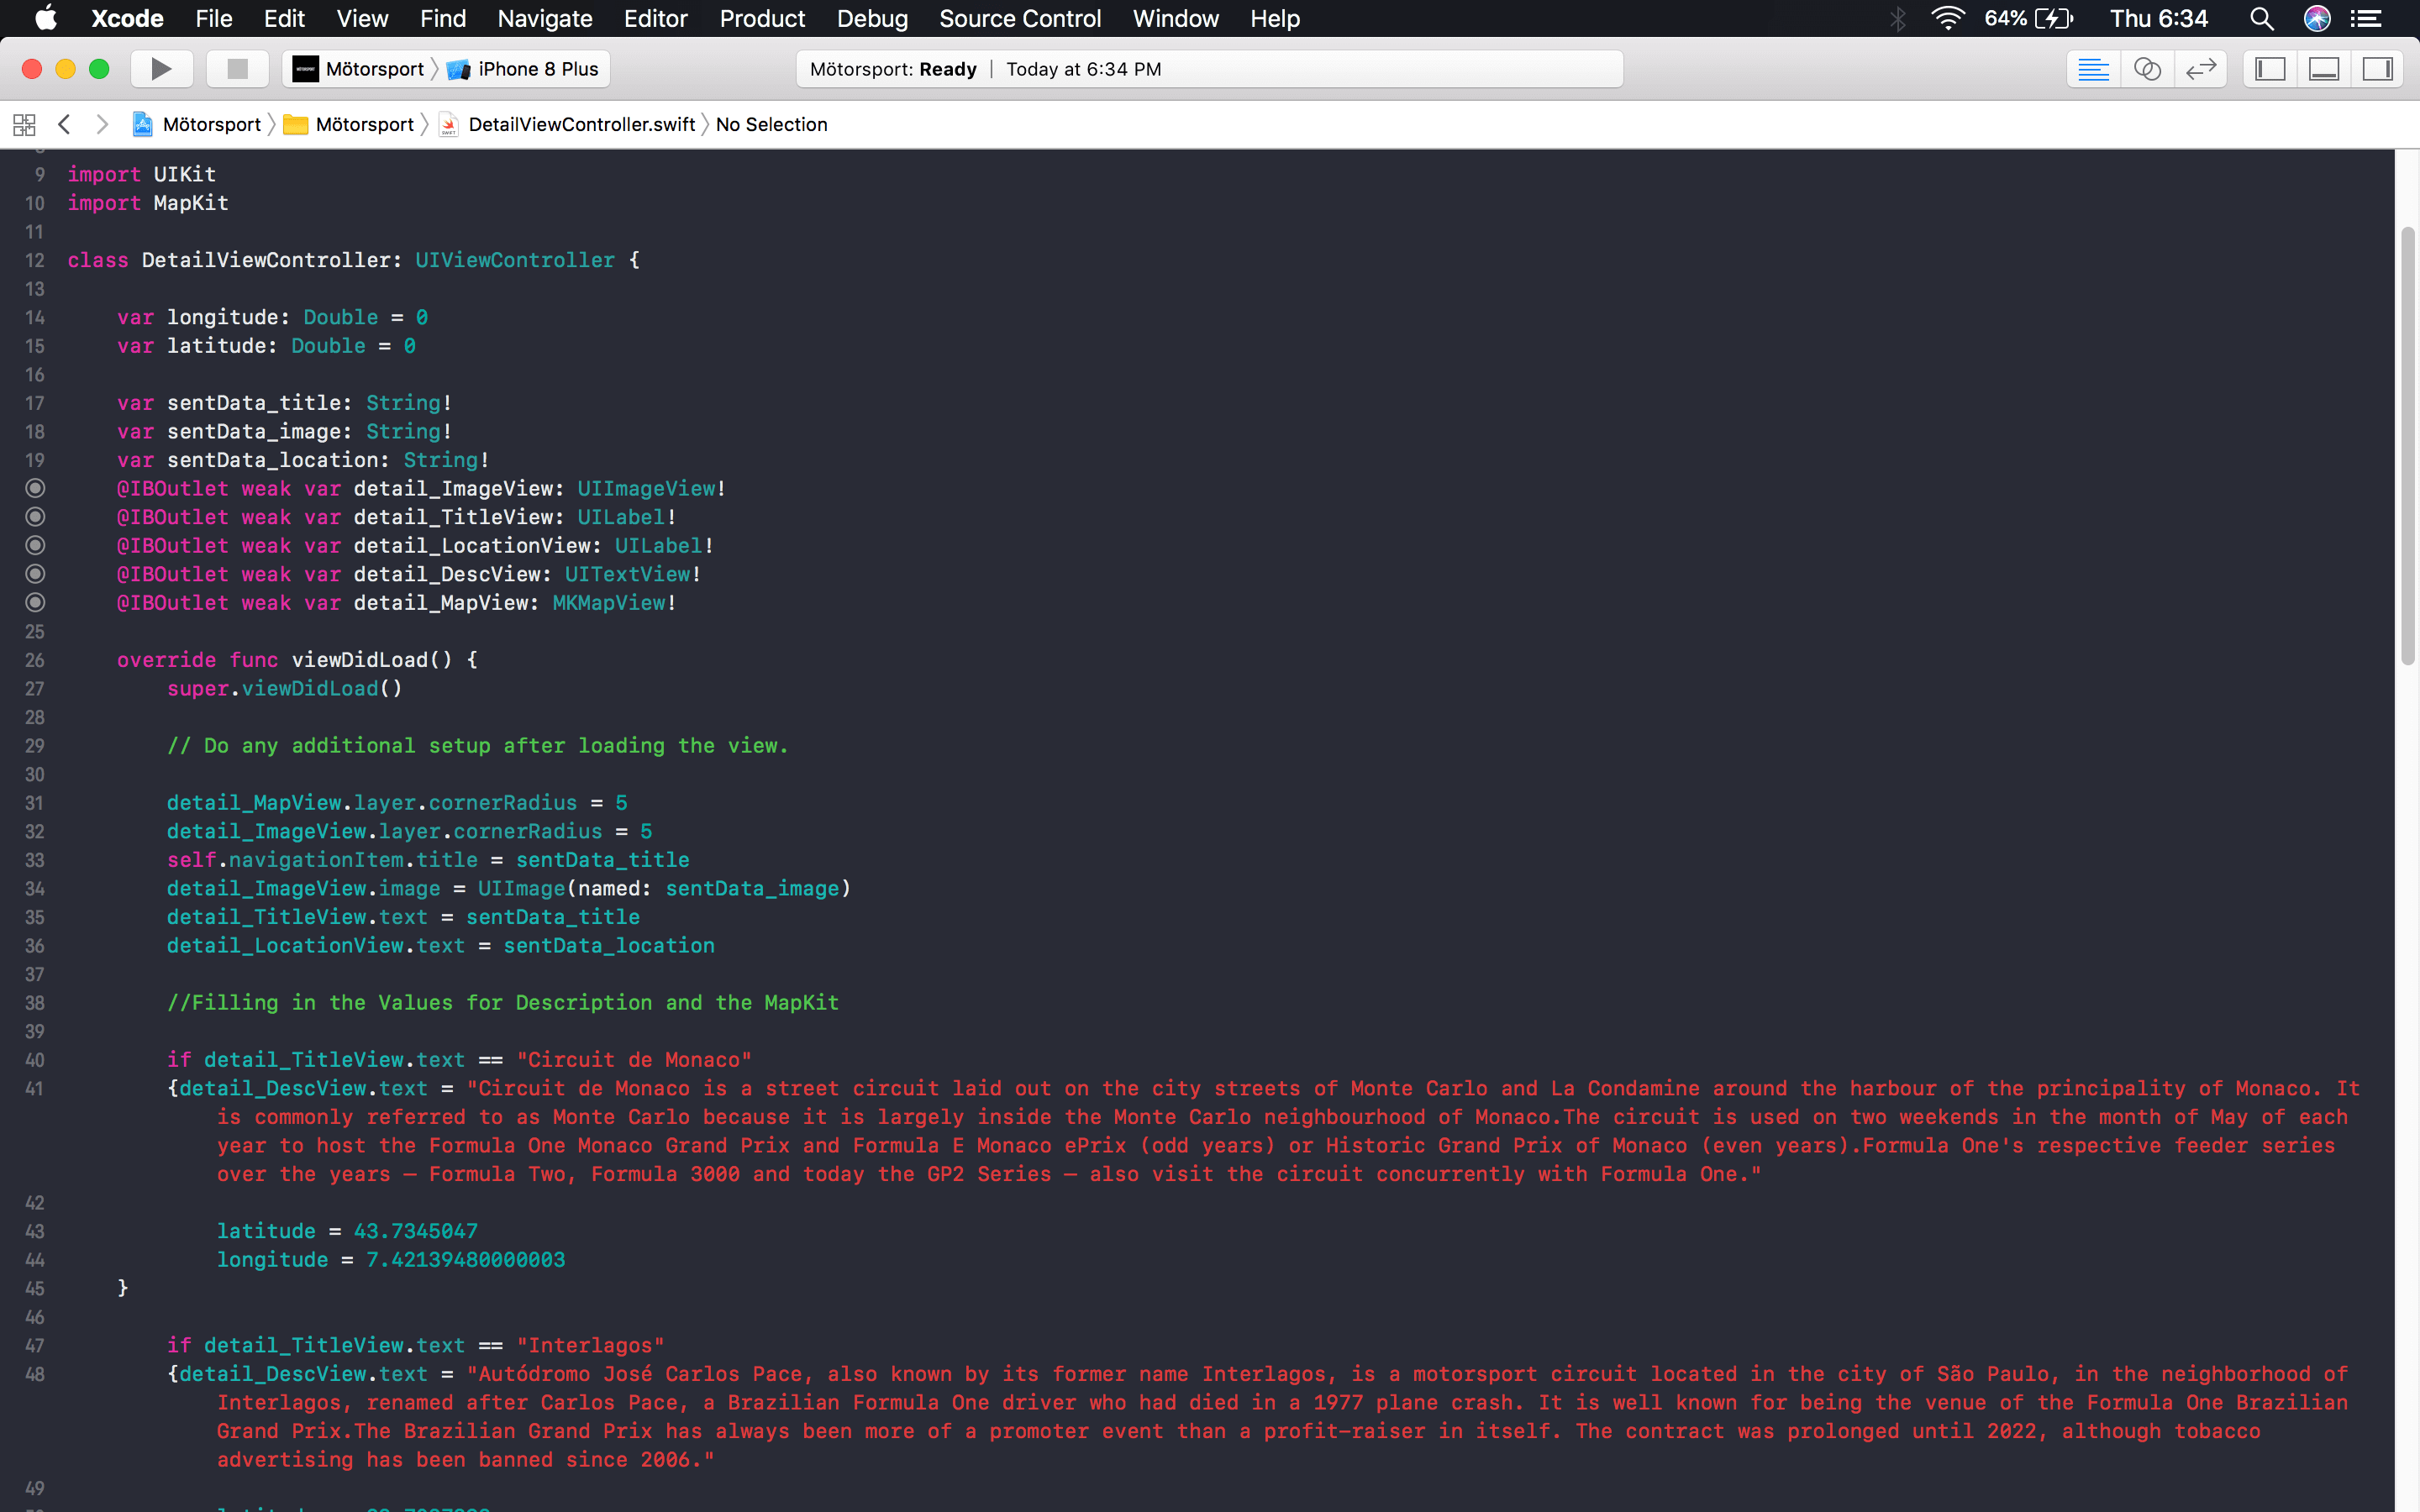 Xcode File Edit View Find Navigate Editor Product Debug Source Control Window Help 64% Thu 6:34
Mötorsport iPhone 8 Plus Mötorsport: Ready | Today at 6:34 PM
Mötorsport Mötorsport DetailViewController.swift No Selection
9 import UIKit
10 import MapKit
11
12 class DetailViewController: UIViewController {
13
14 var longitude: Double = 0
15 var latitude: Double = 0
16
17 var sentData_title: String!
18 var sentData_image: String!
19 var sentData_location: String!
@IBOutlet weak var detail_ImageView: UIImageView!
@IBOutlet weak var detail_TitleView: UILabel!
@IBOutlet weak var detail_LocationView: UILabel!
@IBOutlet weak var detail_DescView: UITextView!
@IBOutlet weak var detail_MapView: MKMapView!
25
26 override func viewDidLoad() {
27 super.viewDidLoad()
28
29 // Do any additional setup after loading the view.
30
31 detail_MapView.layer.cornerRadius = 5
32 detail_ImageView.layer.cornerRadius = 5
33 self.navigationItem.title = sentData_title
34 detail_ImageView.image = UIImage(named: sentData_image)
35 detail_TitleView.text = sentData_title
36 detail_LocationView.text = sentData_location
37
38 //Filling in the Values for Description and the MapKit
39
40 if detail_TitleView.text == "Circuit de Monaco"
41 {detail_DescView.text = "Circuit de Monaco is a street circuit laid out on the city streets of Monte Carlo and La Condamine around the harbour of the principality of Monaco. It
is commonly referred to as Monte Carlo because it is largely inside the Monte Carlo neighbourhood of Monaco.The circuit is used on two weekends in the month of May of each
year to host the Formula One Monaco Grand Prix and Formula E Monaco ePrix (odd years) or Historic Grand Prix of Monaco (even years).Formula One's respective feeder series
over the years – Formula Two, Formula 3000 and today the GP2 Series – also visit the circuit concurrently with Formula One."
42
43 latitude = 43.7345047
44 longitude = 7.42139480000003
45 }
46
47 if detail_TitleView.text == "Interlagos"
48 {detail_DescView.text = "Autódromo José Carlos Pace, also known by its former name Interlagos, is a motorsport circuit located in the city of São Paulo, in the neighborhood of
Interlagos, renamed after Carlos Pace, a Brazilian Formula One driver who had died in a 1977 plane crash. It is well known for being the venue of the Formula One Brazilian
Grand Prix.The Brazilian Grand Prix has always been more of a promoter event than a profit-raiser in itself. The contract was prolonged until 2022, although tobacco
advertising has been banned since 2006."
49